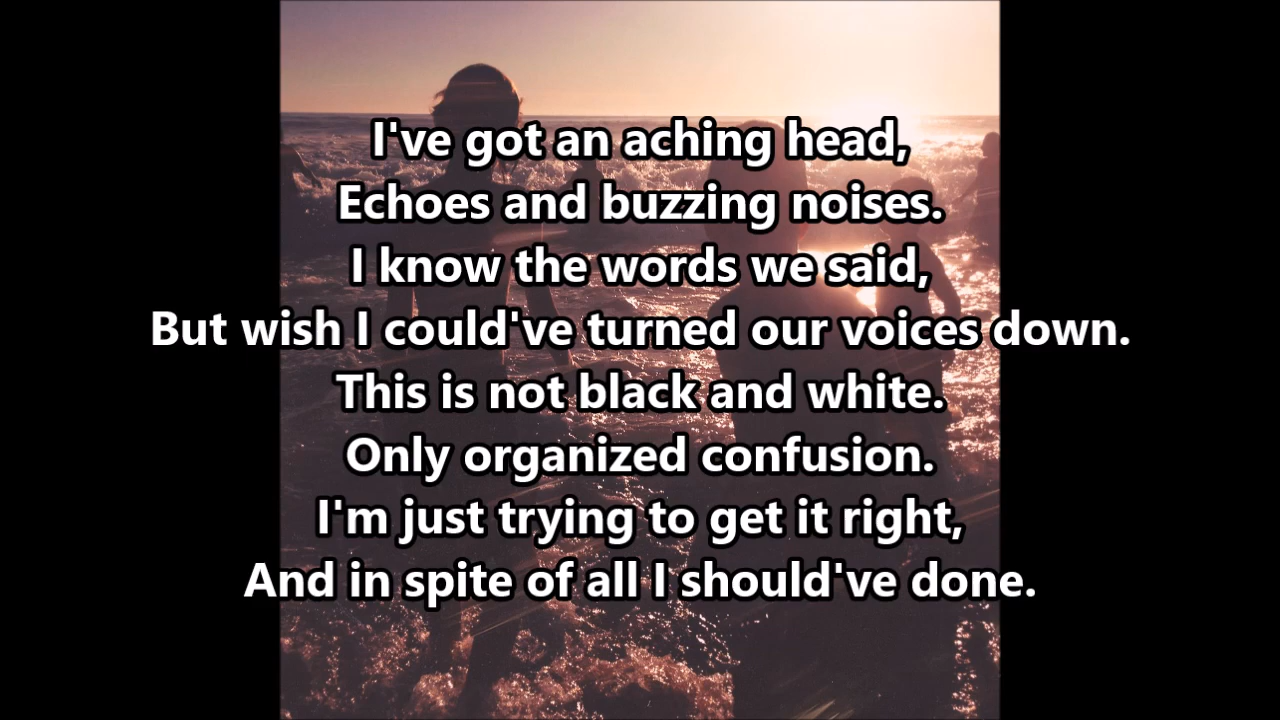 I've got an aching head,
Echoes and buzzing noises.
I know the words we said,
But wish I could've turned our voices down.
This is not black and white.
Only organized confusion.
I'm just trying to get it right,
And in spite of all I should've done.